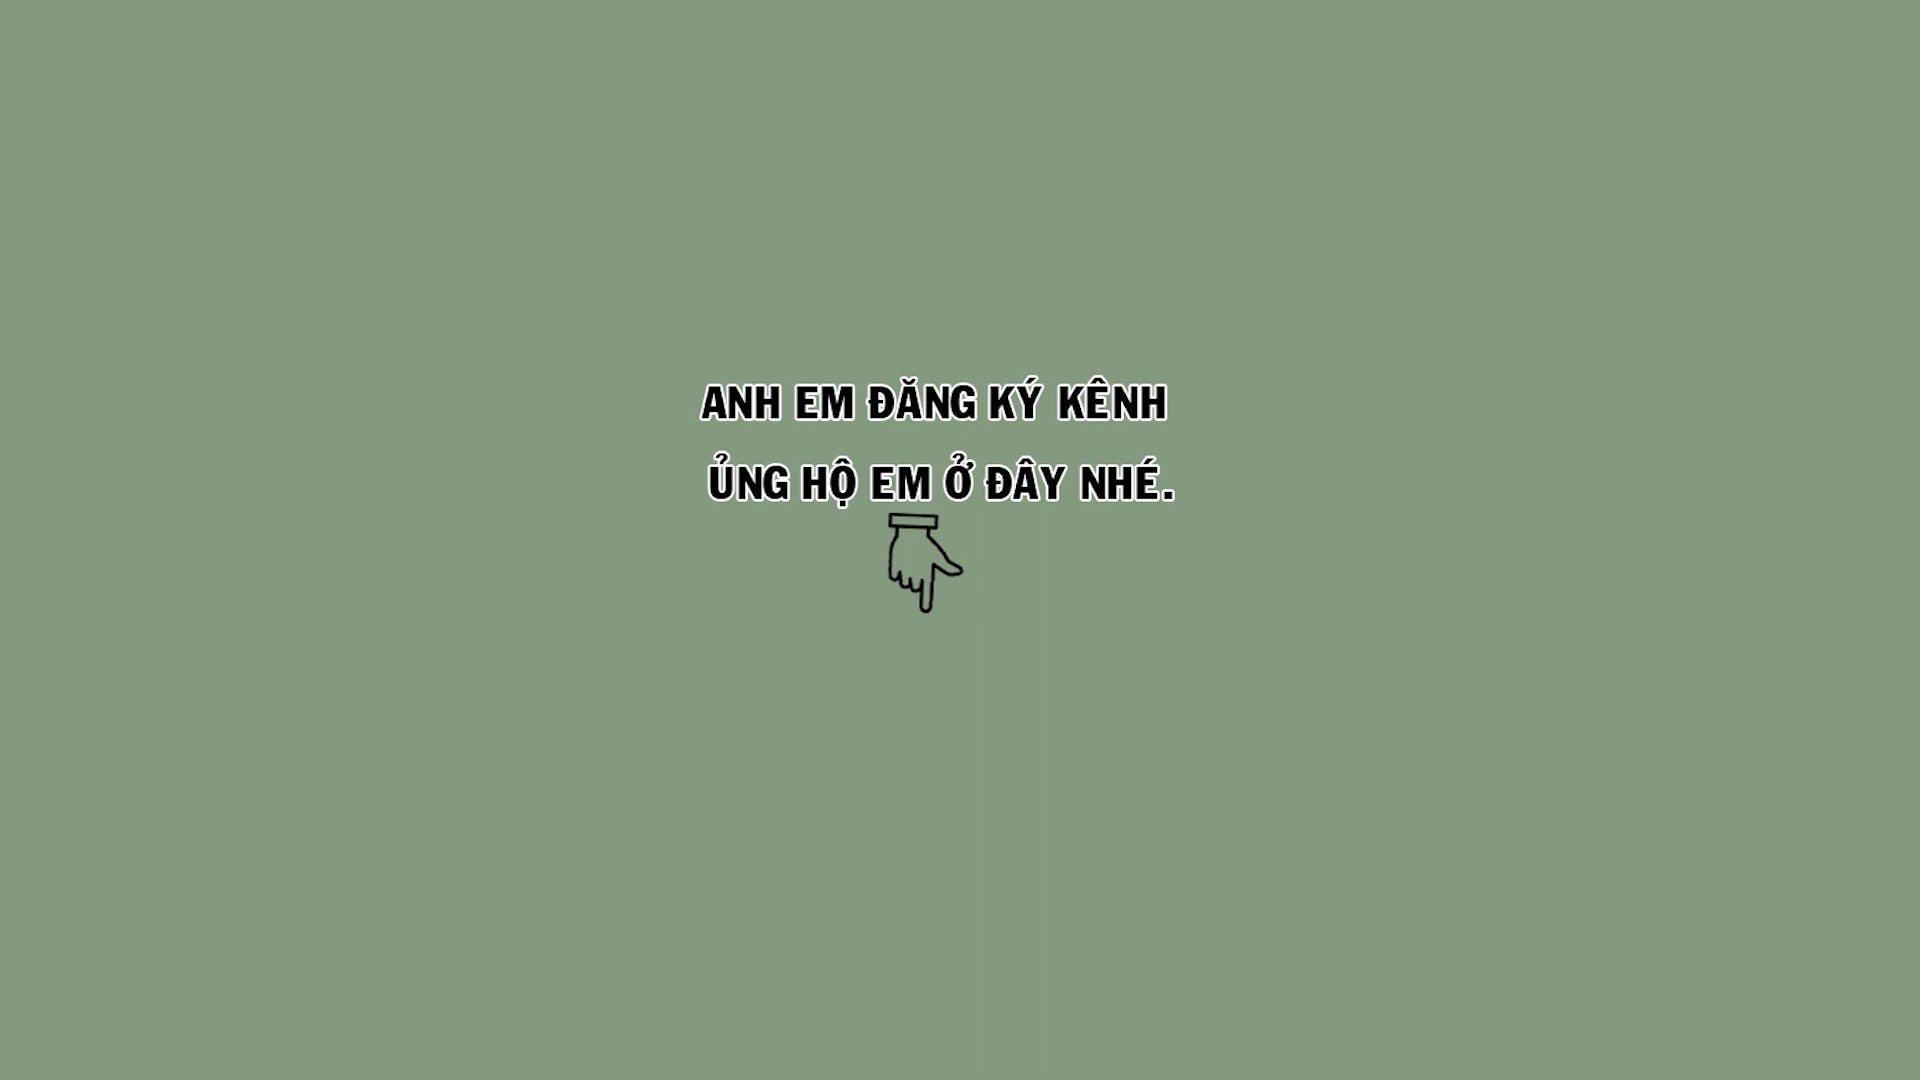 ANH EM ĐĂNG KÝ KÊNH
ỦNG HỘ EM Ở ĐÂY NHÉ.